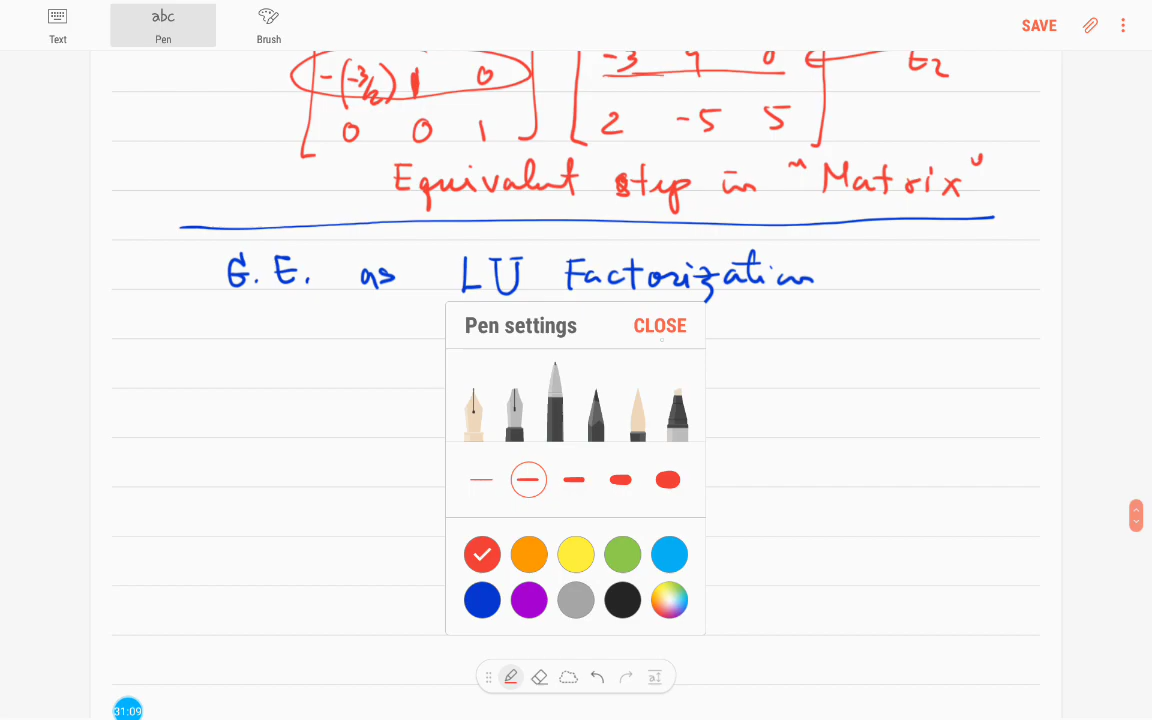 Text Pen Brush SAVE
abc
-3 0 E2
-(-3/2) 1 0
0 0 1 2 -5 5
Equivalent step in "Matrix"
G.E. as LU Factorization
Pen settings CLOSE
31:09